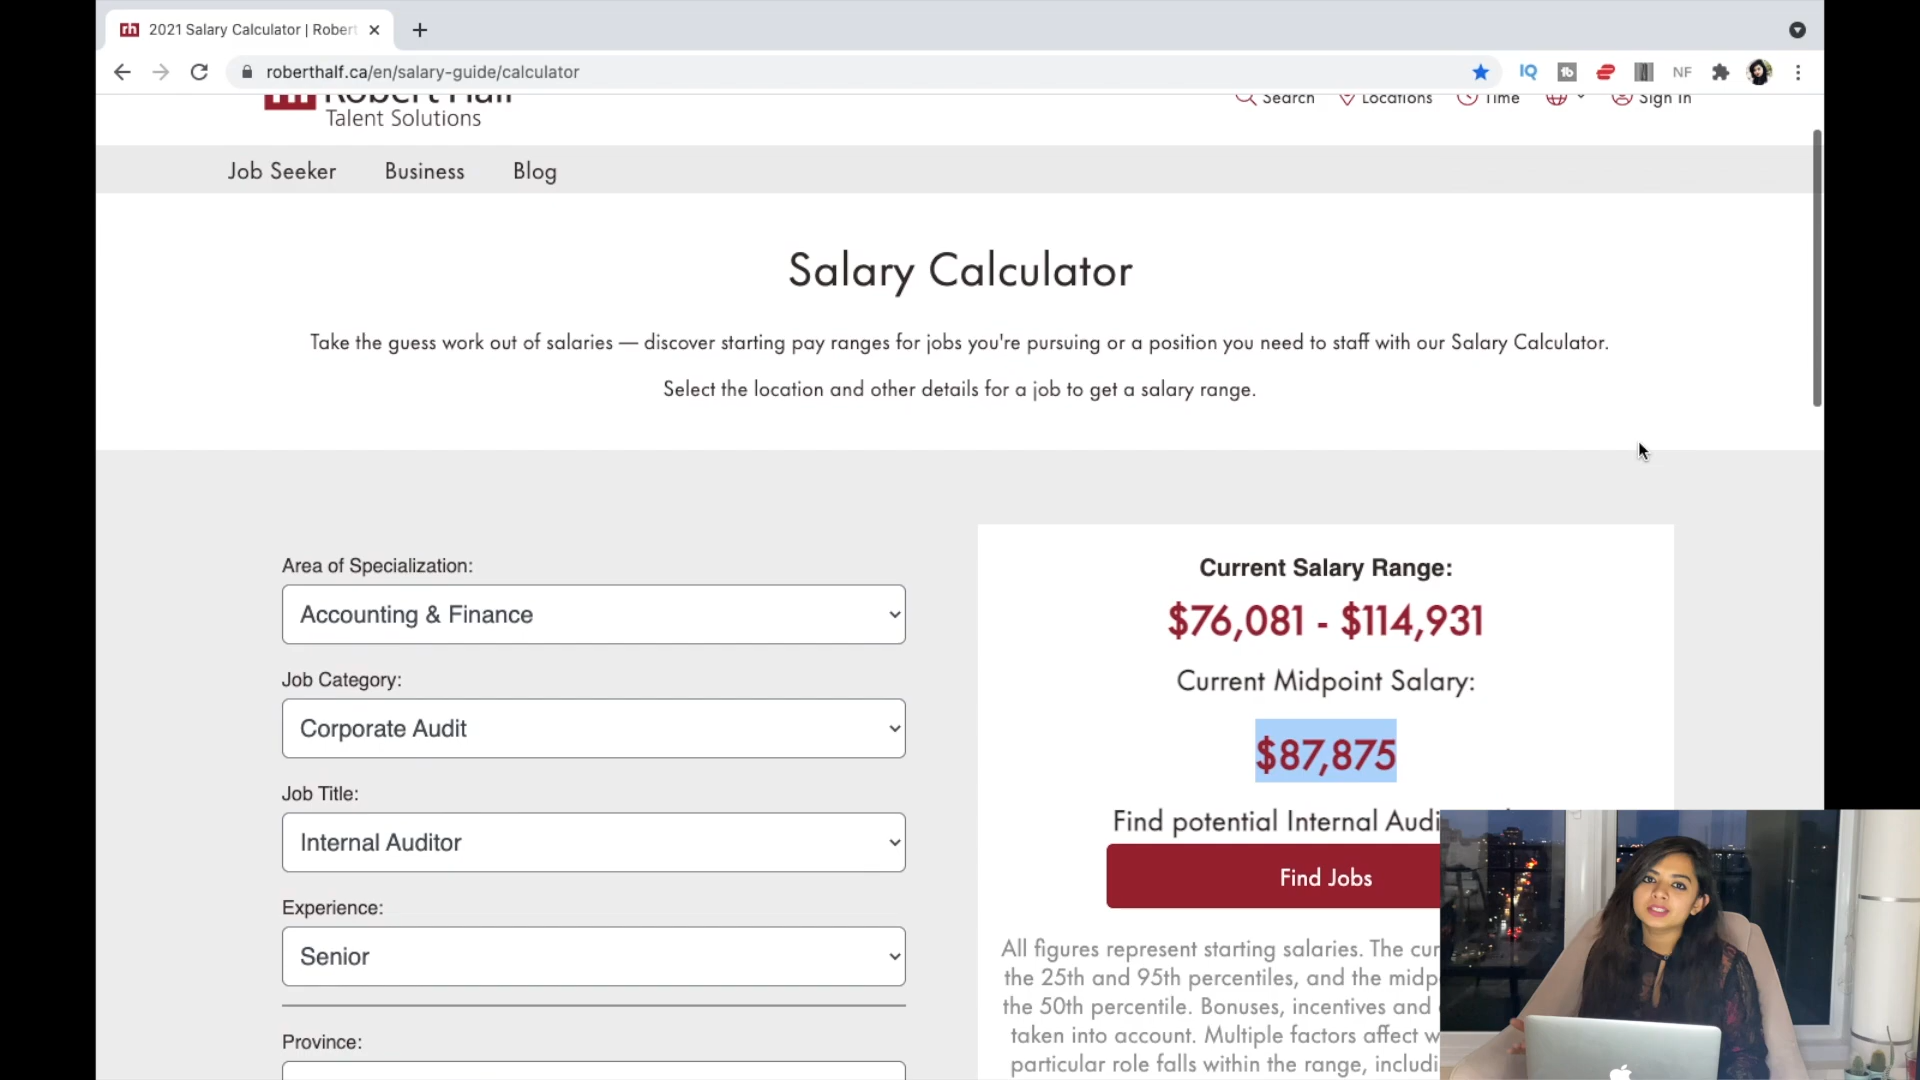 2021 Salary Calculator | Robert
roberthalf.ca/en/salary-guide/calculator
NF
Robert Half
Talent Solutions
Search
Locations
Time
Sign In
Job Seeker
Business
Blog
Salary Calculator
Take the guess work out of salaries — discover starting pay ranges for jobs you're pursuing or a position you need to staff with our Salary Calculator.
Select the location and other details for a job to get a salary range.
Area of Specialization:
Accounting & Finance
Job Category:
Corporate Audit
Job Title:
Internal Auditor
Experience:
Senior
Province:
Current Salary Range:
$76,081 - $114,931
Current Midpoint Salary:
$87,875
Find potential Internal Audi
Find Jobs
All figures represent starting salaries. The cur
the 25th and 95th percentiles, and the midp
the 50th percentile. Bonuses, incentives and
taken into account. Multiple factors affect w
particular role falls within the range, includi